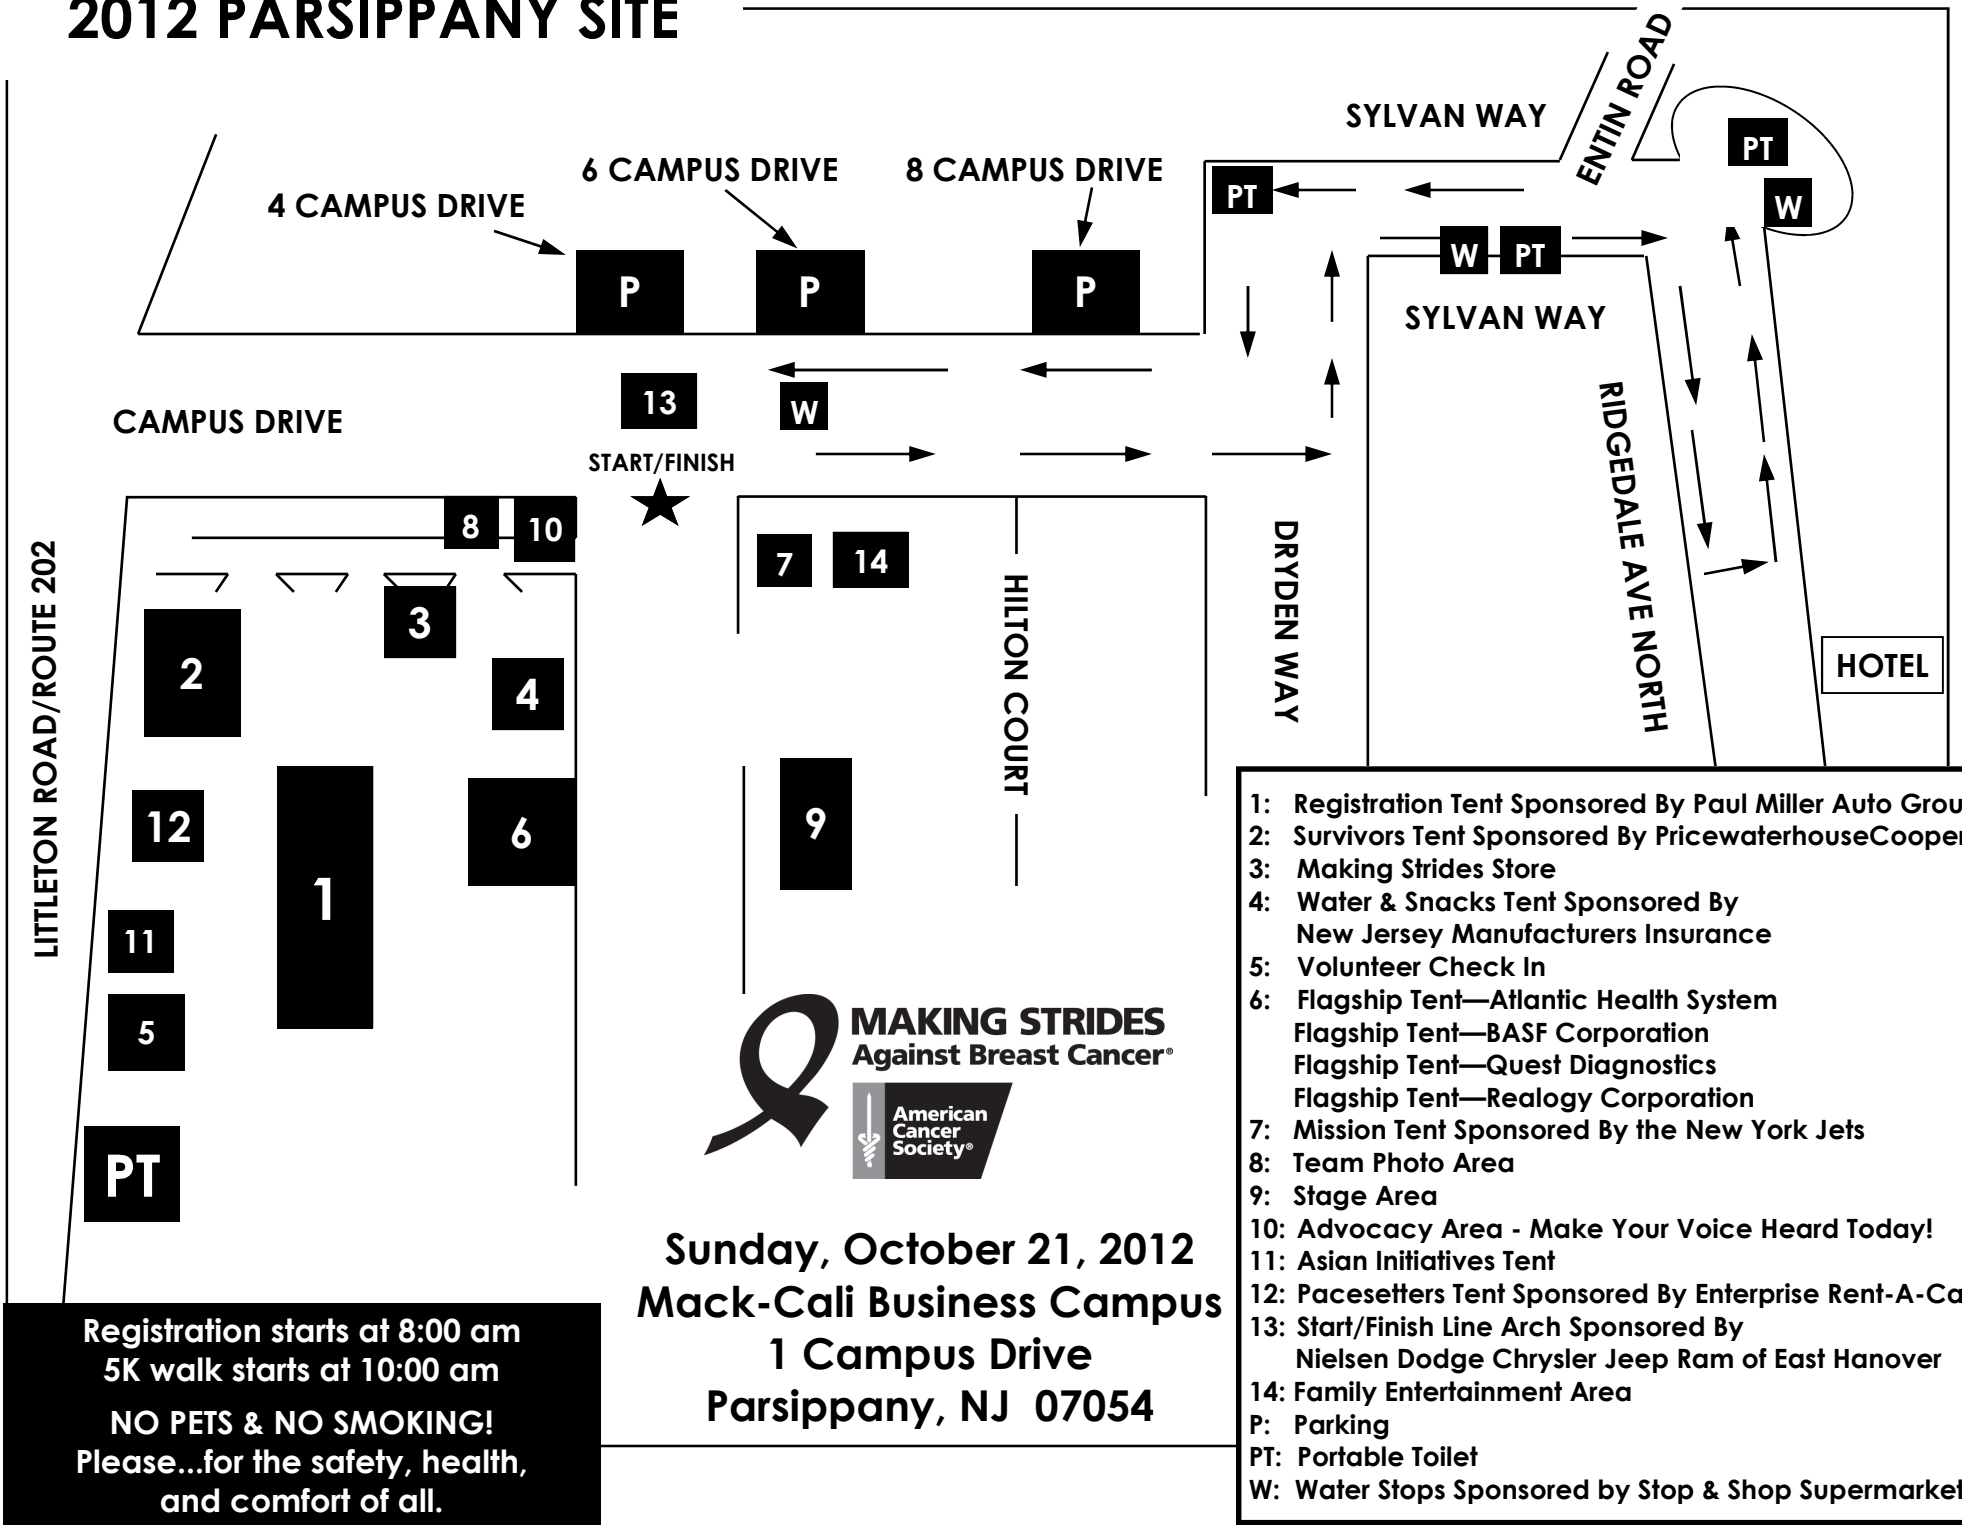 2012 PARSIPPANY SITE
ENTIN ROAD
SYLVAN WAY
PT
6 CAMPUS DRIVE
8 CAMPUS DRIVE
4 CAMPUS DRIVE
PT
W
W
PT
P
P
P
SYLVAN WAY
13
W
CAMPUS DRIVE
START/FINISH
RIDGEDALE AVE NORTH
8
10
7
14
HILTON COURT
DRYDEN WAY
LITTLETON ROAD/ROUTE 202
3
2
4
HOTEL
12
6
9
1
11
5
PT
MAKING STRIDES
Against Breast Cancer®
American
Cancer
Society®
Sunday, October 21, 2012
Mack-Cali Business Campus
1 Campus Drive
Parsippany, NJ 07054
Registration starts at 8:00 am
5K walk starts at 10:00 am
NO PETS & NO SMOKING!
Please...for the safety, health,
and comfort of all.
1: Registration Tent Sponsored By Paul Miller Auto Grou
2: Survivors Tent Sponsored By PricewaterhouseCooper
3: Making Strides Store
4: Water & Snacks Tent Sponsored By
New Jersey Manufacturers Insurance
5: Volunteer Check In
6: Flagship Tent—Atlantic Health System
Flagship Tent—BASF Corporation
Flagship Tent—Quest Diagnostics
Flagship Tent—Realogy Corporation
7: Mission Tent Sponsored By the New York Jets
8: Team Photo Area
9: Stage Area
10: Advocacy Area - Make Your Voice Heard Today!
11: Asian Initiatives Tent
12: Pacesetters Tent Sponsored By Enterprise Rent-A-Ca
13: Start/Finish Line Arch Sponsored By
Nielsen Dodge Chrysler Jeep Ram of East Hanover
14: Family Entertainment Area
P: Parking
PT: Portable Toilet
W: Water Stops Sponsored by Stop & Shop Supermarket